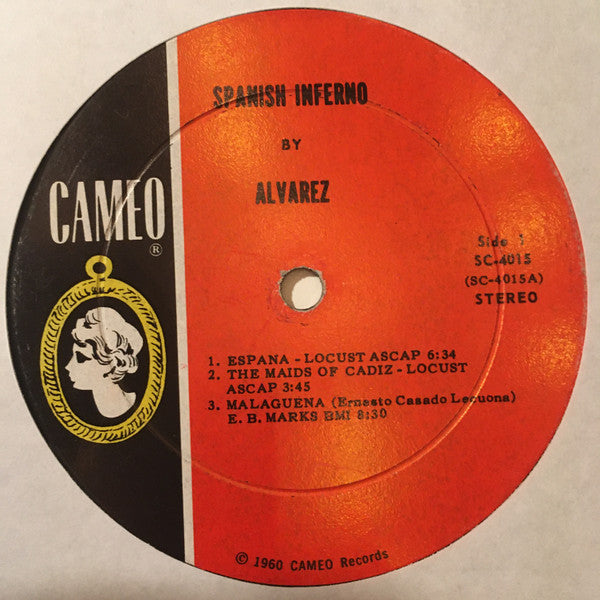 SPANISH INFERNO
BY
ALVAREZ
CAMEO
®
Side 1
SC-4015
(SC-4015A)
STEREO
1. ESPANA - LOCUST ASCAP 6:34
2. THE MAIDS OF CADIZ - LOCUST
ASCAP 3:45
3. MALAGUENA (Ernesto Casado Lecuona)
E. B. MARKS BMI 8:30
© 1960 CAMEO Records